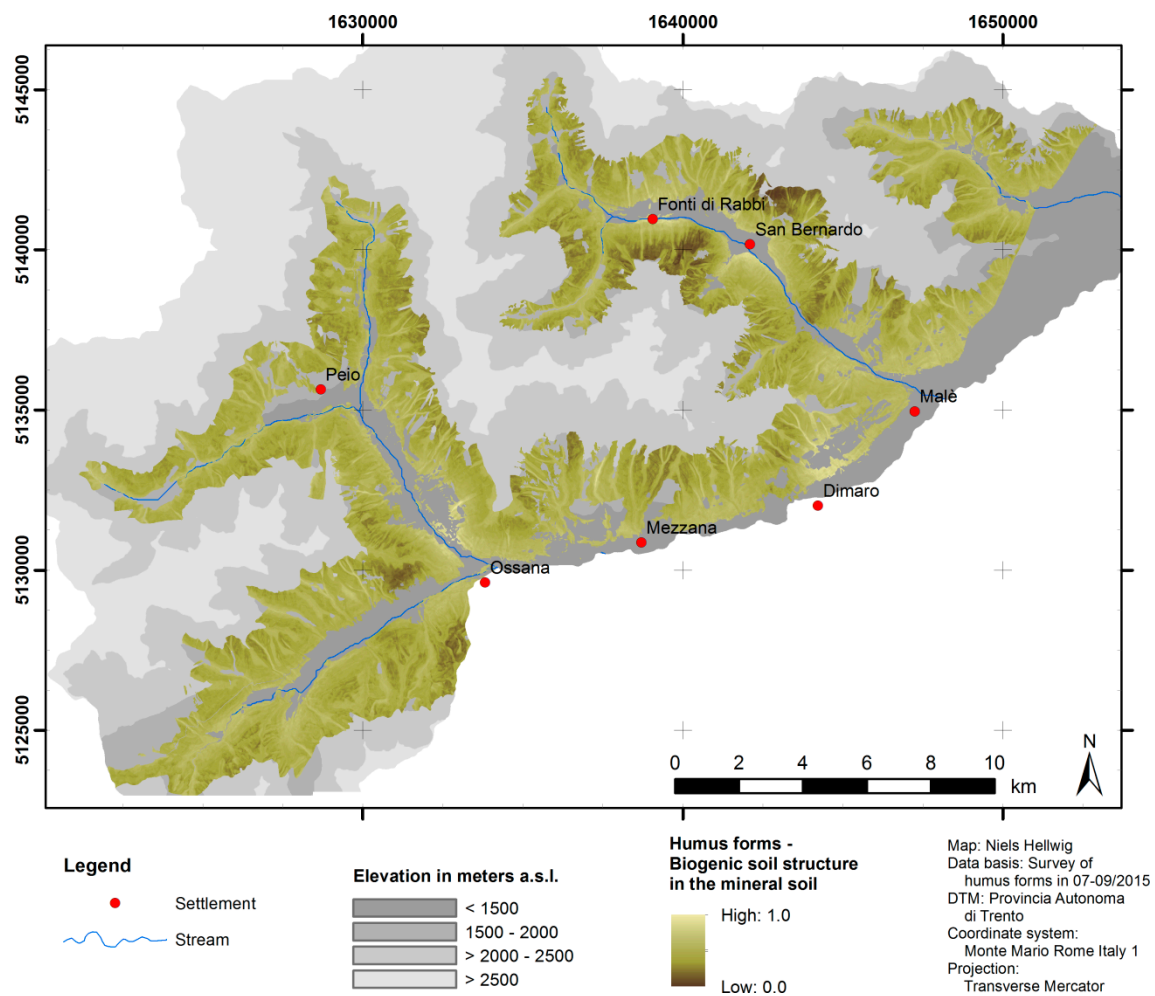 1630000 1640000 1650000
5145000
5140000
5135000
5130000
5125000
Fonti di Rabbi
San Bernardo
Peio
Malè
Dimaro
Mezzana
Ossana
N
0 2 4 6 8 10
km
Legend
Settlement
Stream
Elevation in meters a.s.l.
< 1500
1500 - 2000
> 2000 - 2500
> 2500
Humus forms -
Biogenic soil structure
in the mineral soil
High: 1.0
Low: 0.0
Map: Niels Hellwig
Data basis: Survey of
humus forms in 07-09/2015
DTM: Provincia Autonoma
di Trento
Coordinate system:
Monte Mario Rome Italy 1
Projection:
Transverse Mercator